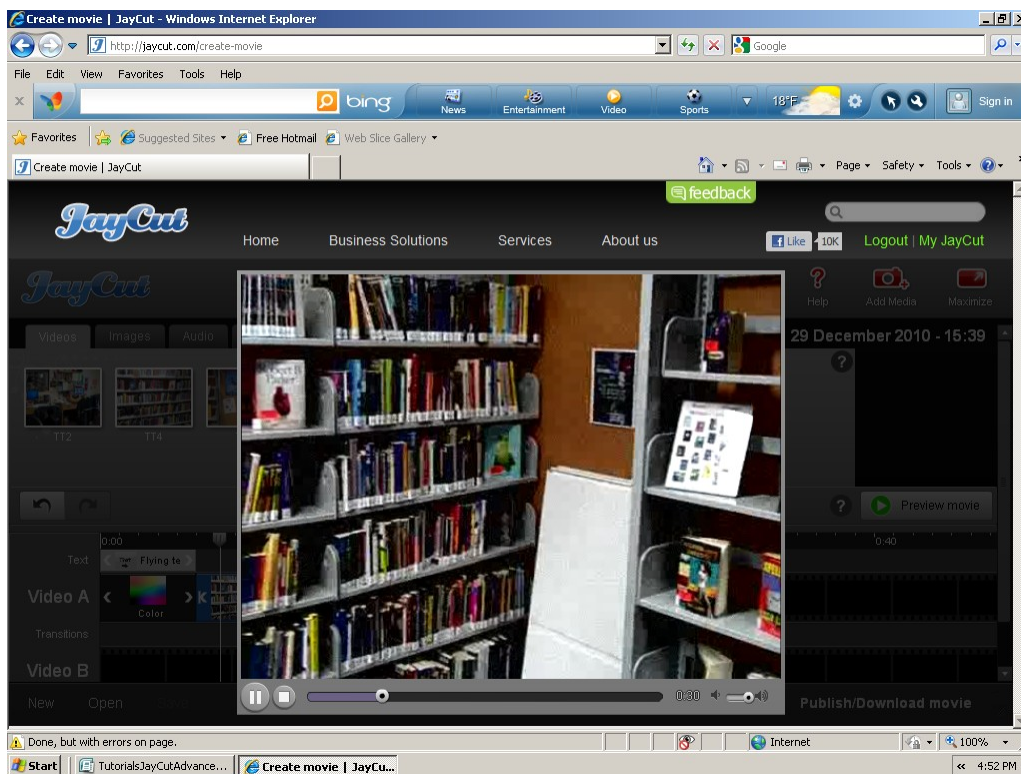 Create movie | JayCut - Windows Internet Explorer
http://jaycut.com/create-movie
Google
File Edit View Favorites Tools Help
bing News Entertainment Video Sports 18°F Sign in
Favorites Suggested Sites Free Hotmail Web Slice Gallery
Create movie | JayCut Page Safety Tools
feedback
JayCut
Home Business Solutions Services About us Like 10K Logout | My JayCut
JayCut
Help Add Media Maximize
Videos Images Audio 29 December 2010 - 15:39
TT2 TT4
Robert B. Parker
Preview movie
0:00 0:40
Text Flying te
Video A Color
Transitions
Video B
0:30
New Open Publish/Download movie
Done, but with errors on page. Internet 100%
Start TutorialsJayCutAdvance... Create movie | JayCu... 4:52 PM